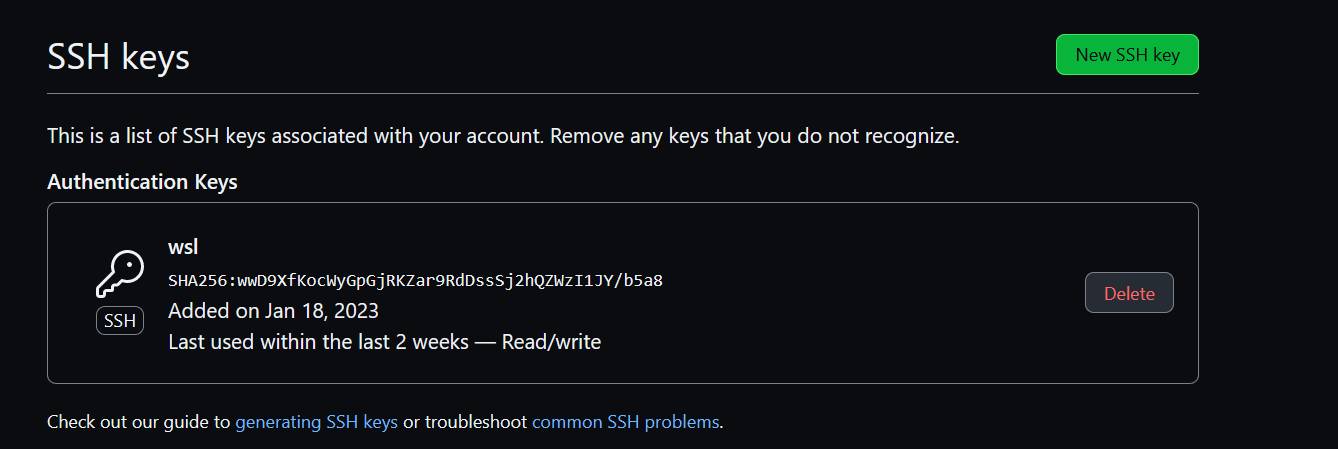 SSH keys
New SSH key
This is a list of SSH keys associated with your account. Remove any keys that you do not recognize.
Authentication Keys
wsl
SHA256:wwD9XfKocWyGpGjRKZar9RdDssSj2hQZWzI1JY/b5a8
Added on Jan 18, 2023
Last used within the last 2 weeks — Read/write
SSH
Delete
Check out our guide to generating SSH keys or troubleshoot common SSH problems.